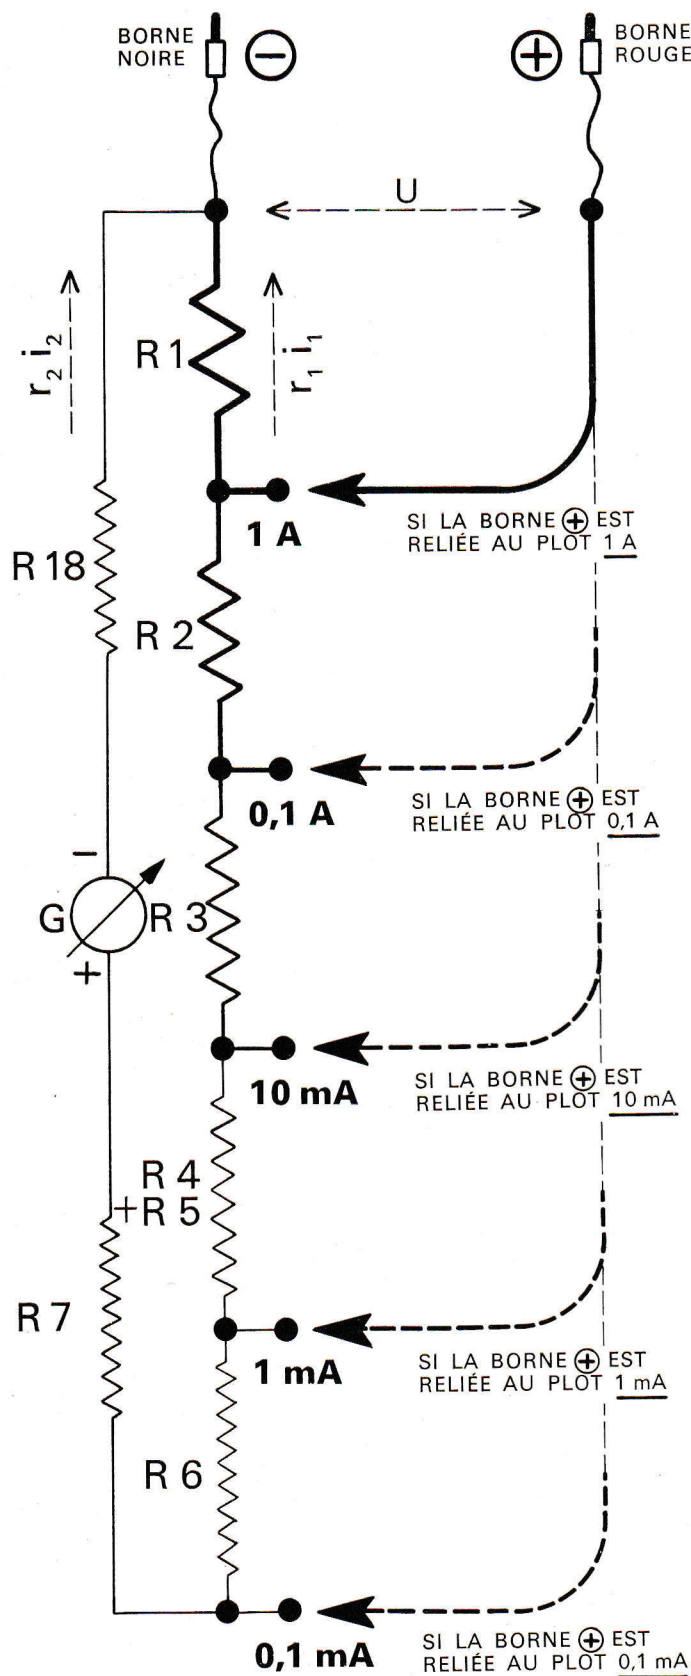 BORNE
NOIRE
−
+
BORNE
ROUGE
U
r₂ i₂
R 1
r₁ i₁
1 A
SI LA BORNE ⊕ EST
RELIÉE AU PLOT 1 A
R 18
R 2
0,1 A
SI LA BORNE ⊕ EST
RELIÉE AU PLOT 0,1 A
−
G
R 3
+
10 mA
SI LA BORNE ⊕ EST
RELIÉE AU PLOT 10 mA
R 4
+R 5
R 7
1 mA
SI LA BORNE ⊕ EST
RELIÉE AU PLOT 1 mA
R 6
0,1 mA
SI LA BORNE ⊕ EST
RELIÉE AU PLOT 0,1 mA